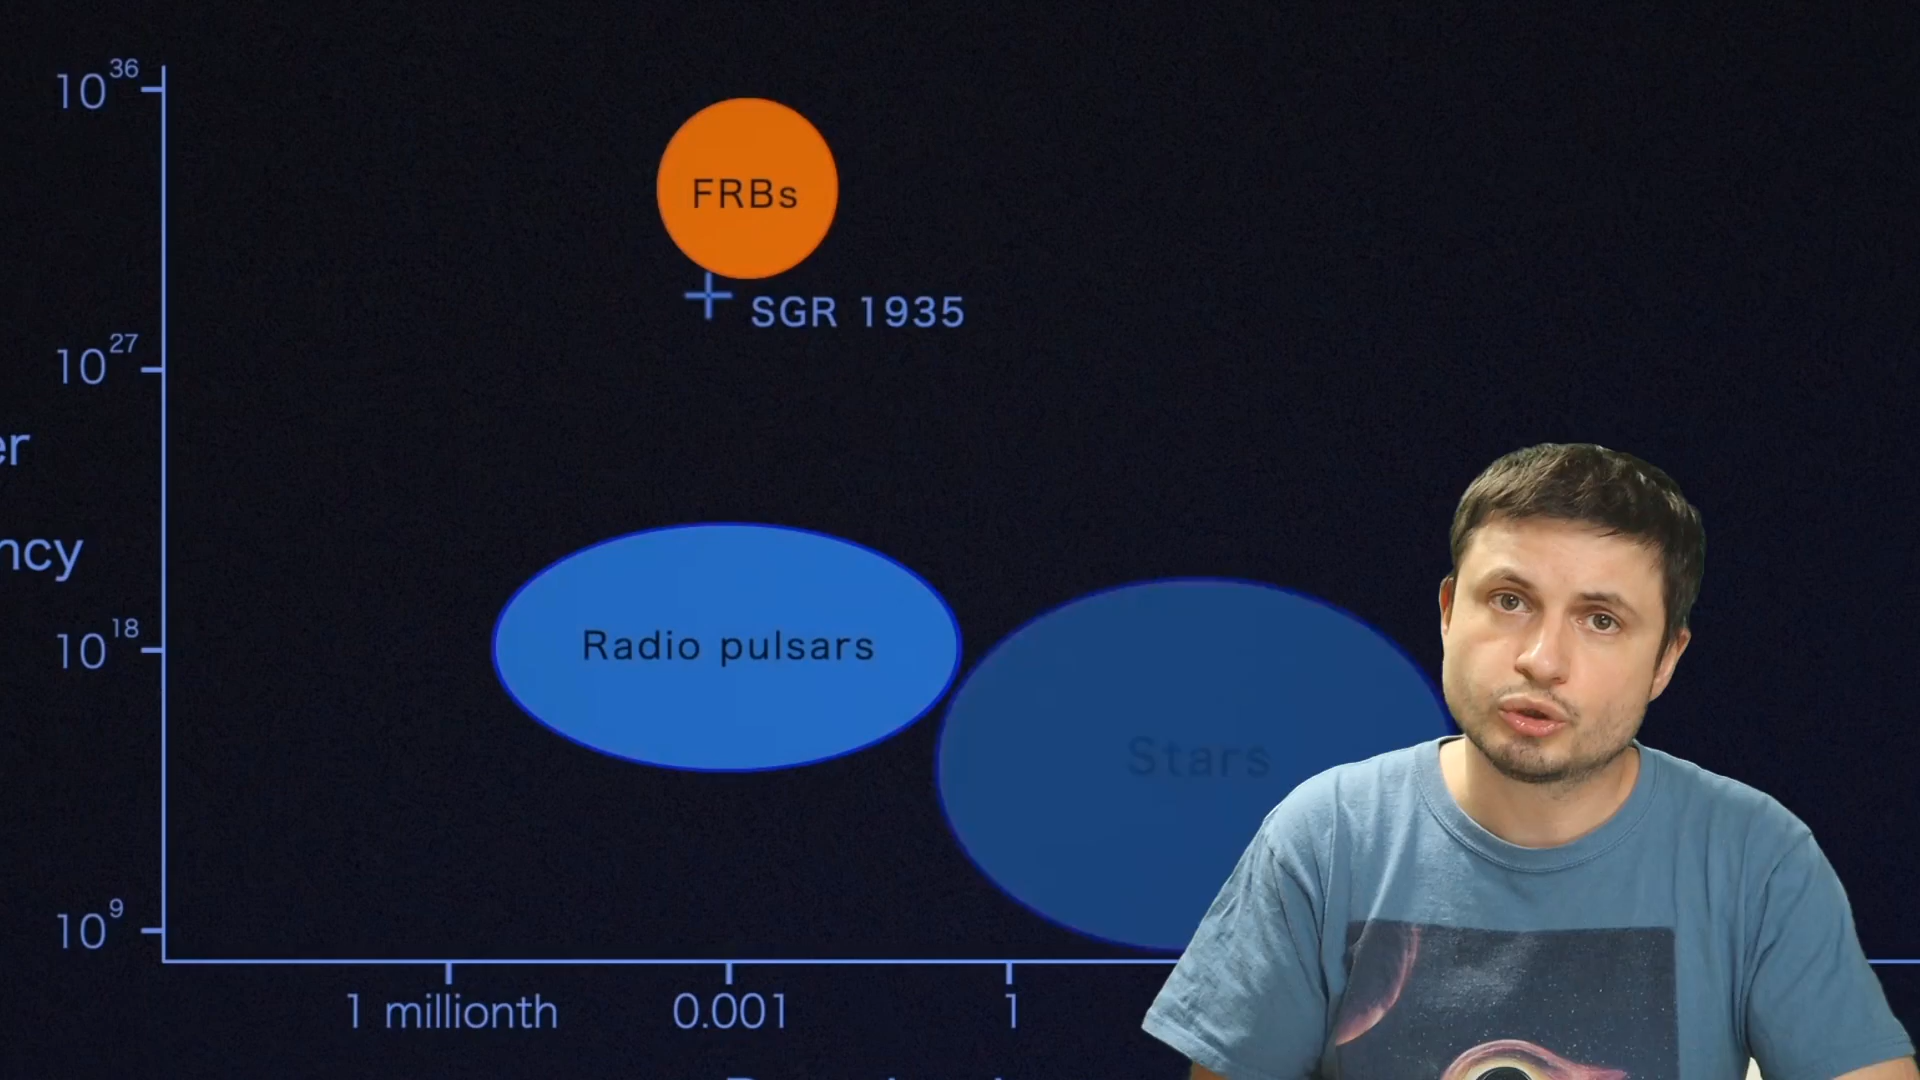 10^36
FRBs
SGR 1935
10^27
er
ncy
Radio pulsars
10^18
Stars
10^9
1 millionth
0.001
1